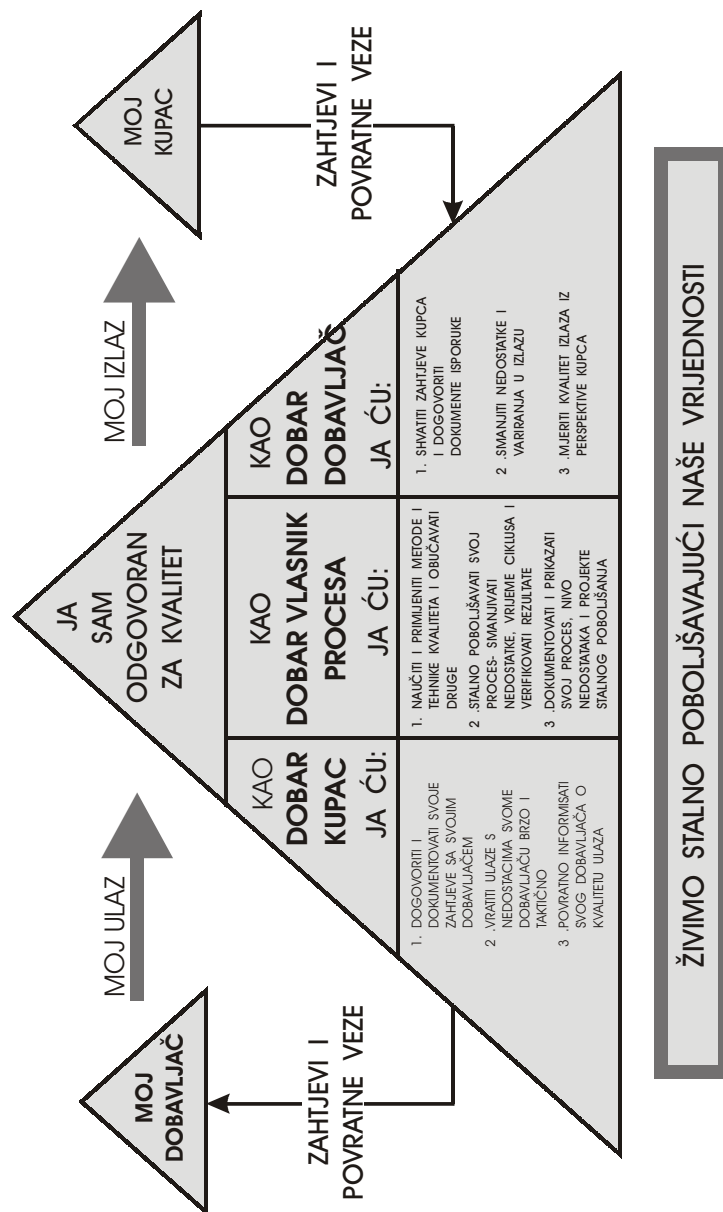 MOJ
DOBAVLJAČ
MOJ ULAZ
ZAHTJEVI I
POVRATNE VEZE
JA
SAM
ODGOVORAN
ZA KVALITET
MOJ IZLAZ
MOJ
KUPAC
ZAHTJEVI I
POVRATNE VEZE
KAO
DOBAR
KUPAC
JA ĆU:
1. DOGOVORITI I
DOKUMENTOVATI SVOJE
ZAHTJEVE SA SVOJIM
DOBAVLJAČEM
2 .VRATITI ULAZE S
NEDOSTACIMA SVOME
DOBAVLJAČU BRZO I
TAKTIČNO
3 .POVRATNO INFORMISATI
SVOG DOBAVLJAČA O
KVALITETU ULAZA
KAO
DOBAR VLASNIK
PROCESA
JA ĆU:
1. NAUČITI I PRIMIJENITI METODE I
TEHNIKE KVALITETA I OBUČAVATI
DRUGE
2 .STALNO POBOLJŠAVATI SVOJ
PROCES- SMANJIVATI
NEDOSTATKE, VRIJEME CIKLUSA I
VERIFIKOVATI REZULTATE
3 .DOKUMENTOVATI I PRIKAZATI
SVOJ PROCES, NIVO
NEDOSTATAKA I PROJEKTE
STALNOG POBOLIŠANJA
KAO
DOBAR
DOBAVLJAČ
JA ĆU:
1. SHVATITI ZAHTJEVE KUPCA
I DOGOVORITI
DOKUMENTE ISPORUKE
2 .SMANJITI NEDOSTATKE I
VARIRANJA U IZLAZU
3 .MJERITI KVALITET IZLAZA IZ
PERSPEKTIVE KUPCA
ŽIVIMO STALNO POBOLJŠAVAJUĆI NAŠE VRIJEDNOSTI